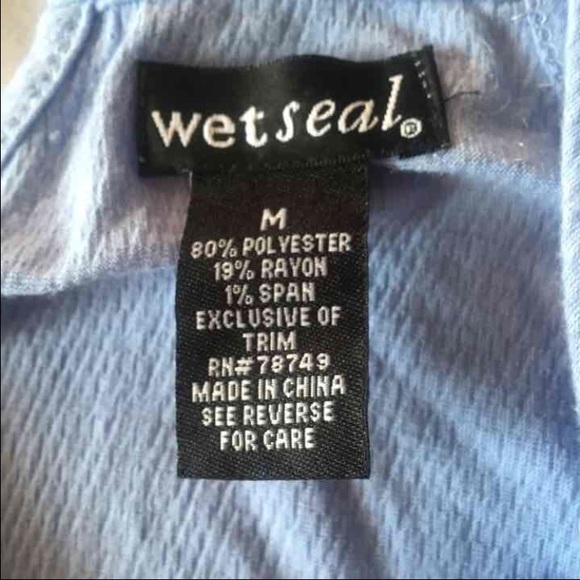 wetseal®
M
80% POLYESTER
19% RAYON
1% SPAN
EXCLUSIVE OF
TRIM
RN#78749
MADE IN CHINA
SEE REVERSE
FOR CARE